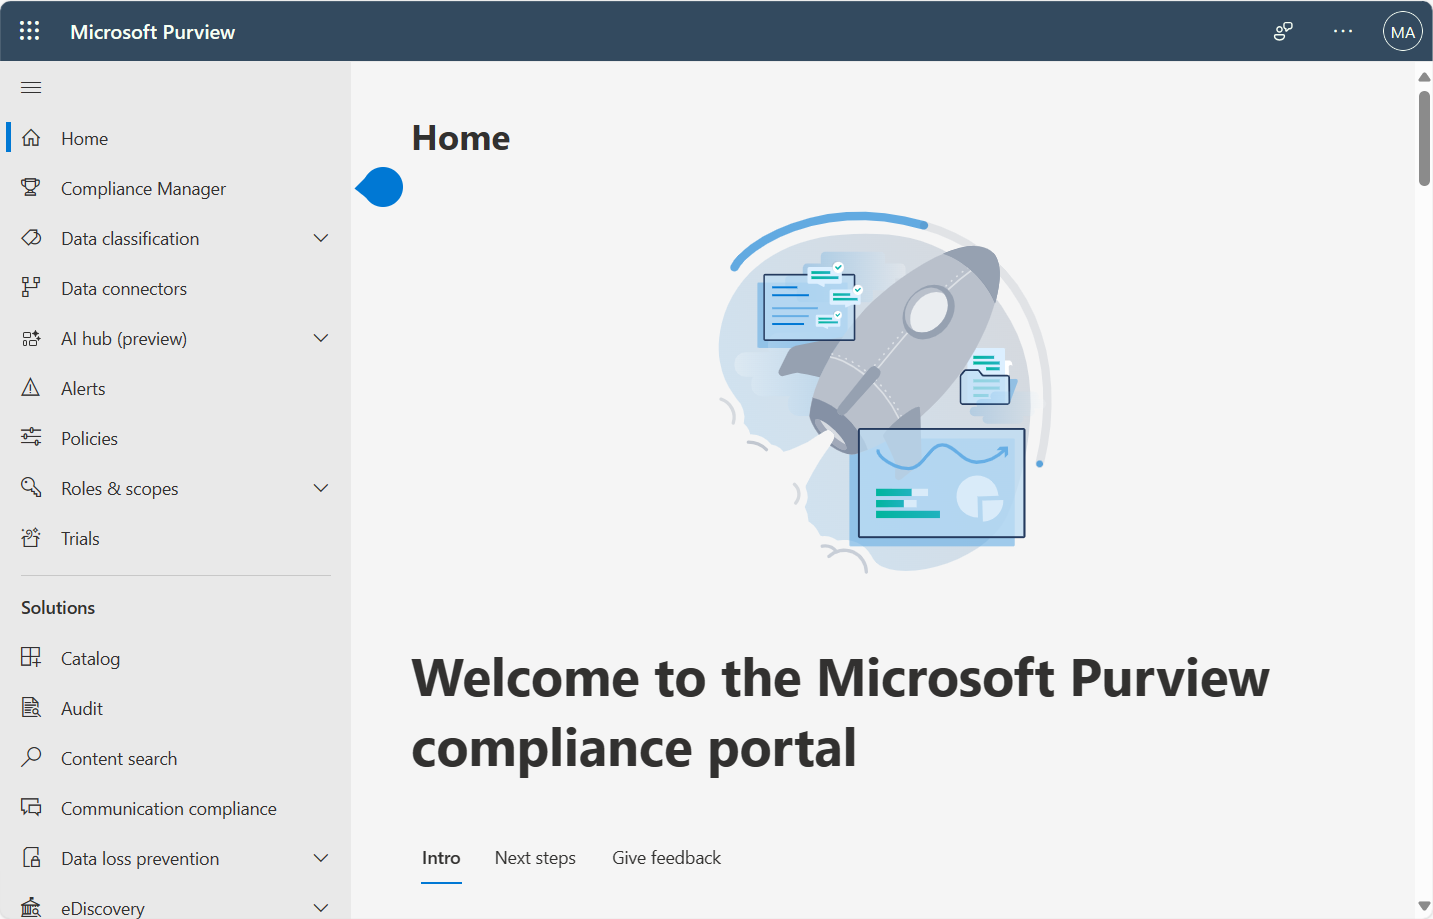 Microsoft Purview
MA
Home
Compliance Manager
Data classification
Data connectors
AI hub (preview)
Alerts
Policies
Roles & scopes
Trials
Solutions
Catalog
Audit
Content search
Communication compliance
Data loss prevention
eDiscovery
Home
Welcome to the Microsoft Purview
compliance portal
Intro Next steps Give feedback